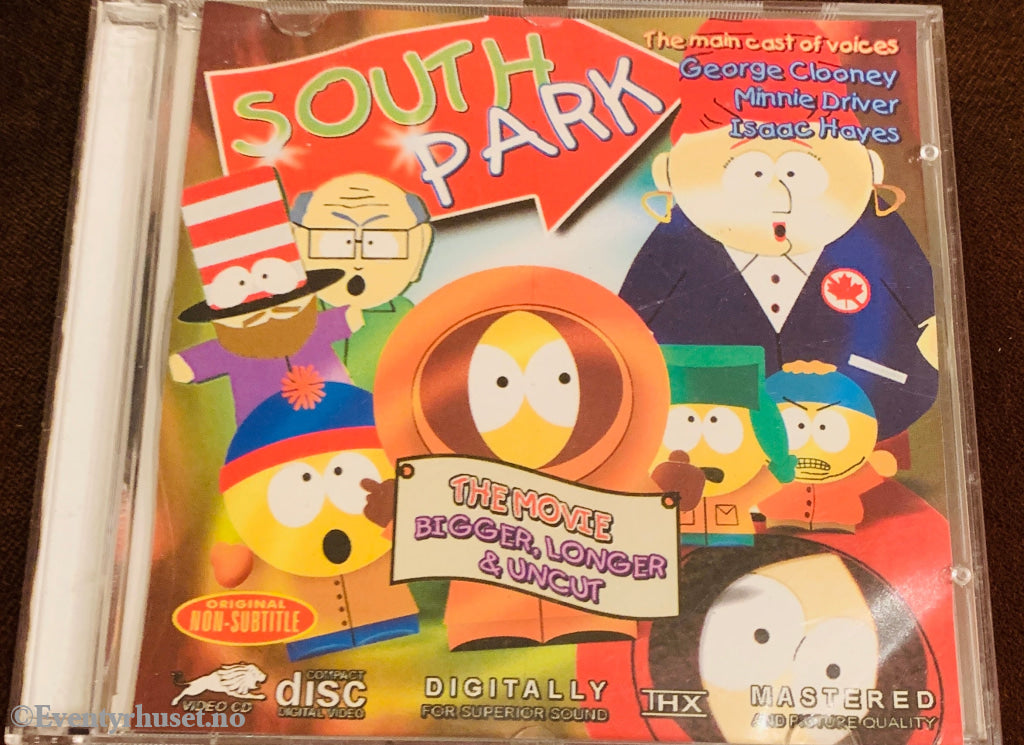 SOUTH
PARK
The main cast of voices
George Clooney
Minnie Driver
Isaac Hayes
THE MOVIE
BIGGER, LONGER
& UNCUT
ORIGINAL
NON-SUBTITLE
VIDEO CD
COMPACT
disc
DIGITAL VIDEO
DIGITALLY
FOR SUPERIOR SOUND
THX
MASTERED
AND PICTURE QUALITY
©Eventyrhuset.no